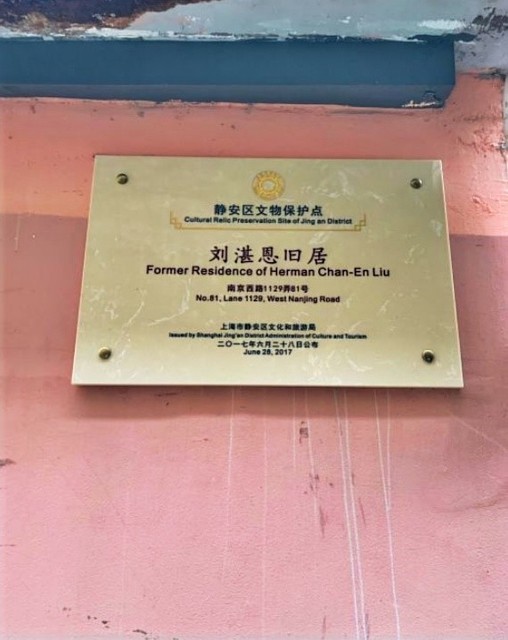 静安区文物保护点
Cultural Relic Preservation Site of Jing an District
刘湛恩旧居
Former Residence of Herman Chan-En Liu
南京西路1129弄81号
No.81, Lane 1129, West Nanjing Road
上海市静安区文化和旅游局
Issued by Shanghai Jing'an District Administration of Culture and Tourism
二〇一七年六月二十八日公布
June 28, 2017